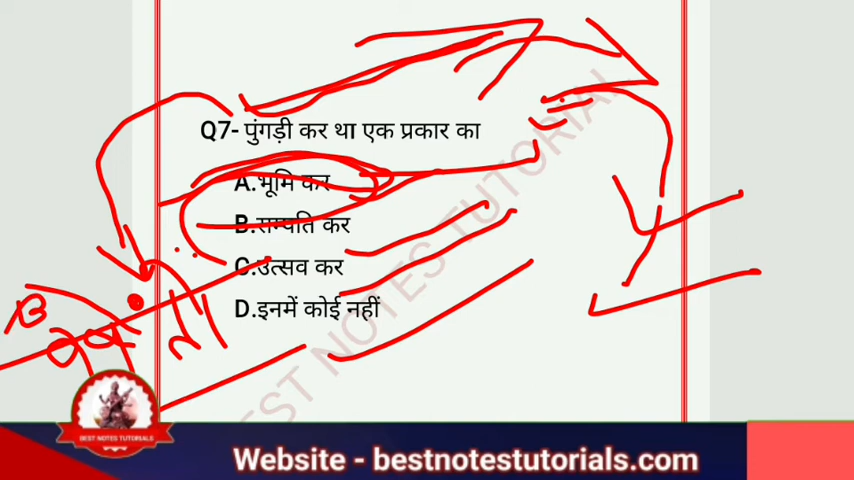 Q7- पुंगड़ी कर था एक प्रकार का
A.भूमि कर
B.सम्पति कर
C.उत्सव कर
D.इनमें कोई नहीं
BEST NOTES TUTORIAL
BEST NOTES TUTORIALS
Website - bestnotestutorials.com